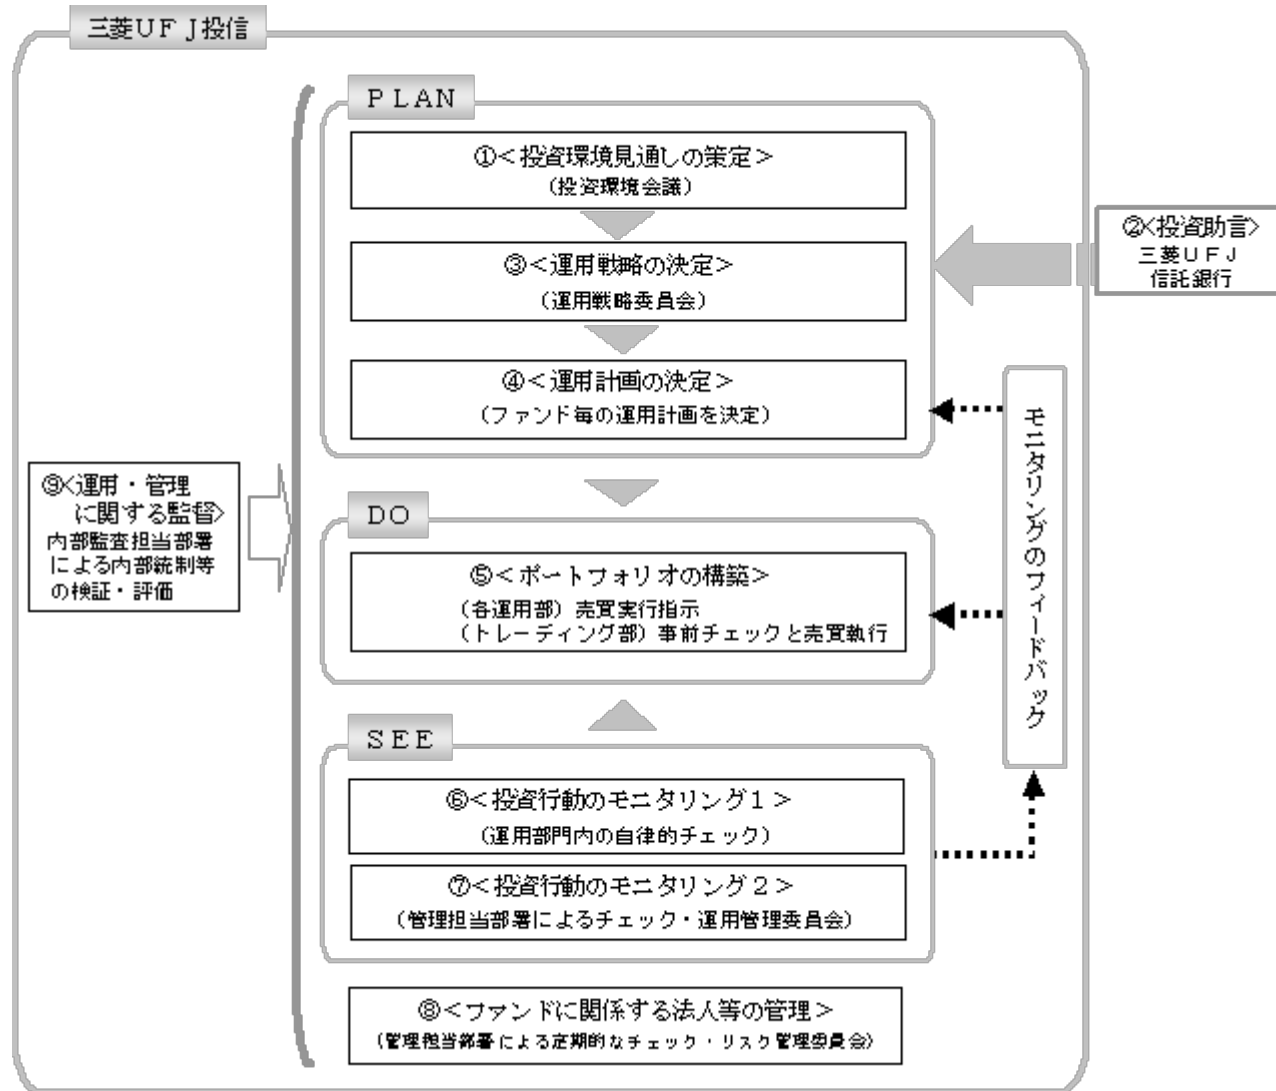 三菱ＵＦＪ投信
ＰＬＡＮ
①＜投資環境見通しの策定＞
（投資環境会議）
②＜投資助言＞
三菱ＵＦＪ
信託銀行
③＜運用戦略の決定＞
（運用戦略委員会）
④＜運用計画の決定＞
（ファンド毎の運用計画を決定）
モニタリングのフィードバック
⑨＜運用・管理
に関する監督＞
内部監査担当部署
による内部統制等
の検証・評価
ＤＯ
⑤＜ポートフォリオの構築＞
（各運用部）売買実行指示
（トレーディング部）事前チェックと売買執行
ＳＥＥ
⑥＜投資行動のモニタリング１＞
（運用部門内の自律的チェック）
⑦＜投資行動のモニタリング２＞
（管理担当部署によるチェック・運用管理委員会）
⑧＜ファンドに関係する法人等の管理＞
（管理担当部署による定期的なチェック・リスク管理委員会）